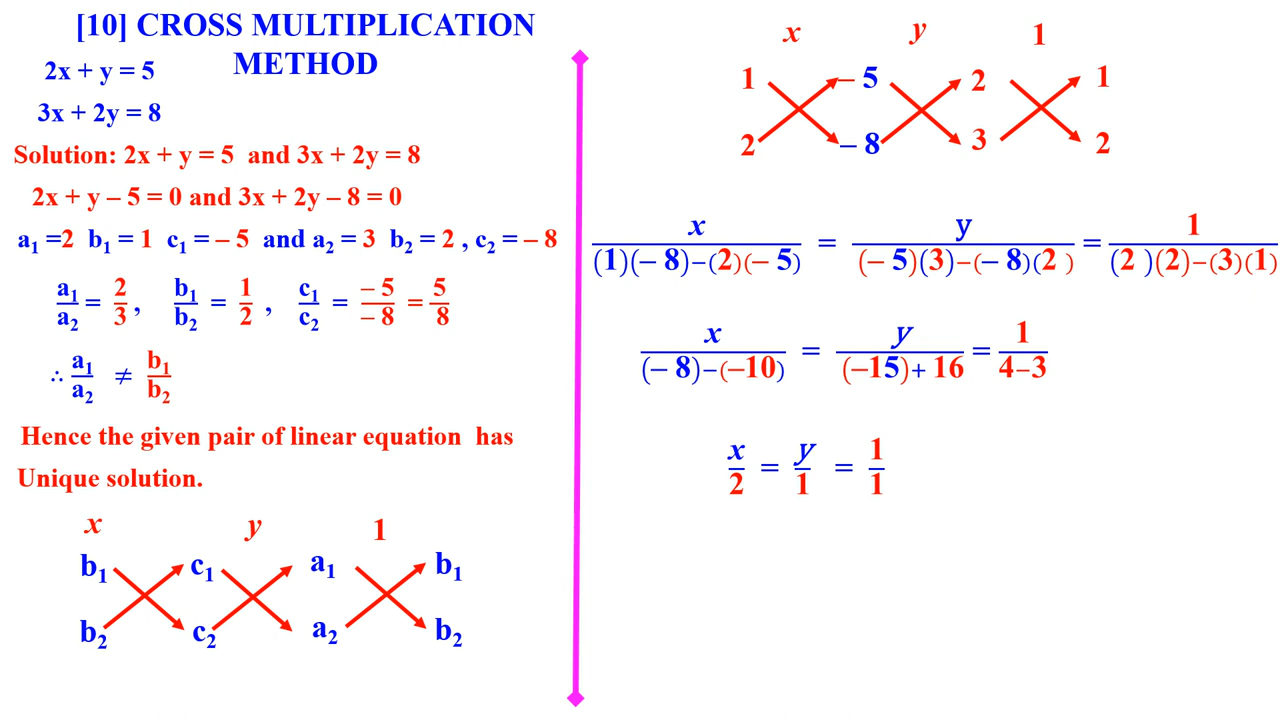 [10] CROSS MULTIPLICATION
METHOD
2x + y = 5
3x + 2y = 8
Solution: 2x + y = 5 and 3x + 2y = 8
2x + y – 5 = 0 and 3x + 2y – 8 = 0
a₁ =2 b₁ = 1 c₁ = – 5 and a₂ = 3 b₂ = 2 , c₂ = – 8
a₁/a₂ = 2/3 , b₁/b₂ = 1/2 , c₁/c₂ = – 5/– 8 = 5/8
∴ a₁/a₂ ≠ b₁/b₂
Hence the given pair of linear equation has
Unique solution.
x y 1
b₁ c₁ a₁ b₁
b₂ c₂ a₂ b₂
x y 1
1 – 5 2 1
2 – 8 3 2
x/((1)(– 8)–(2)(– 5)) = y/((– 5)(3)–(– 8)(2 )) = 1/((2 )(2)–(3)(1))
x/((– 8)–(–10)) = y/((–15)+ 16) = 1/(4–3)
x/2 = y/1 = 1/1